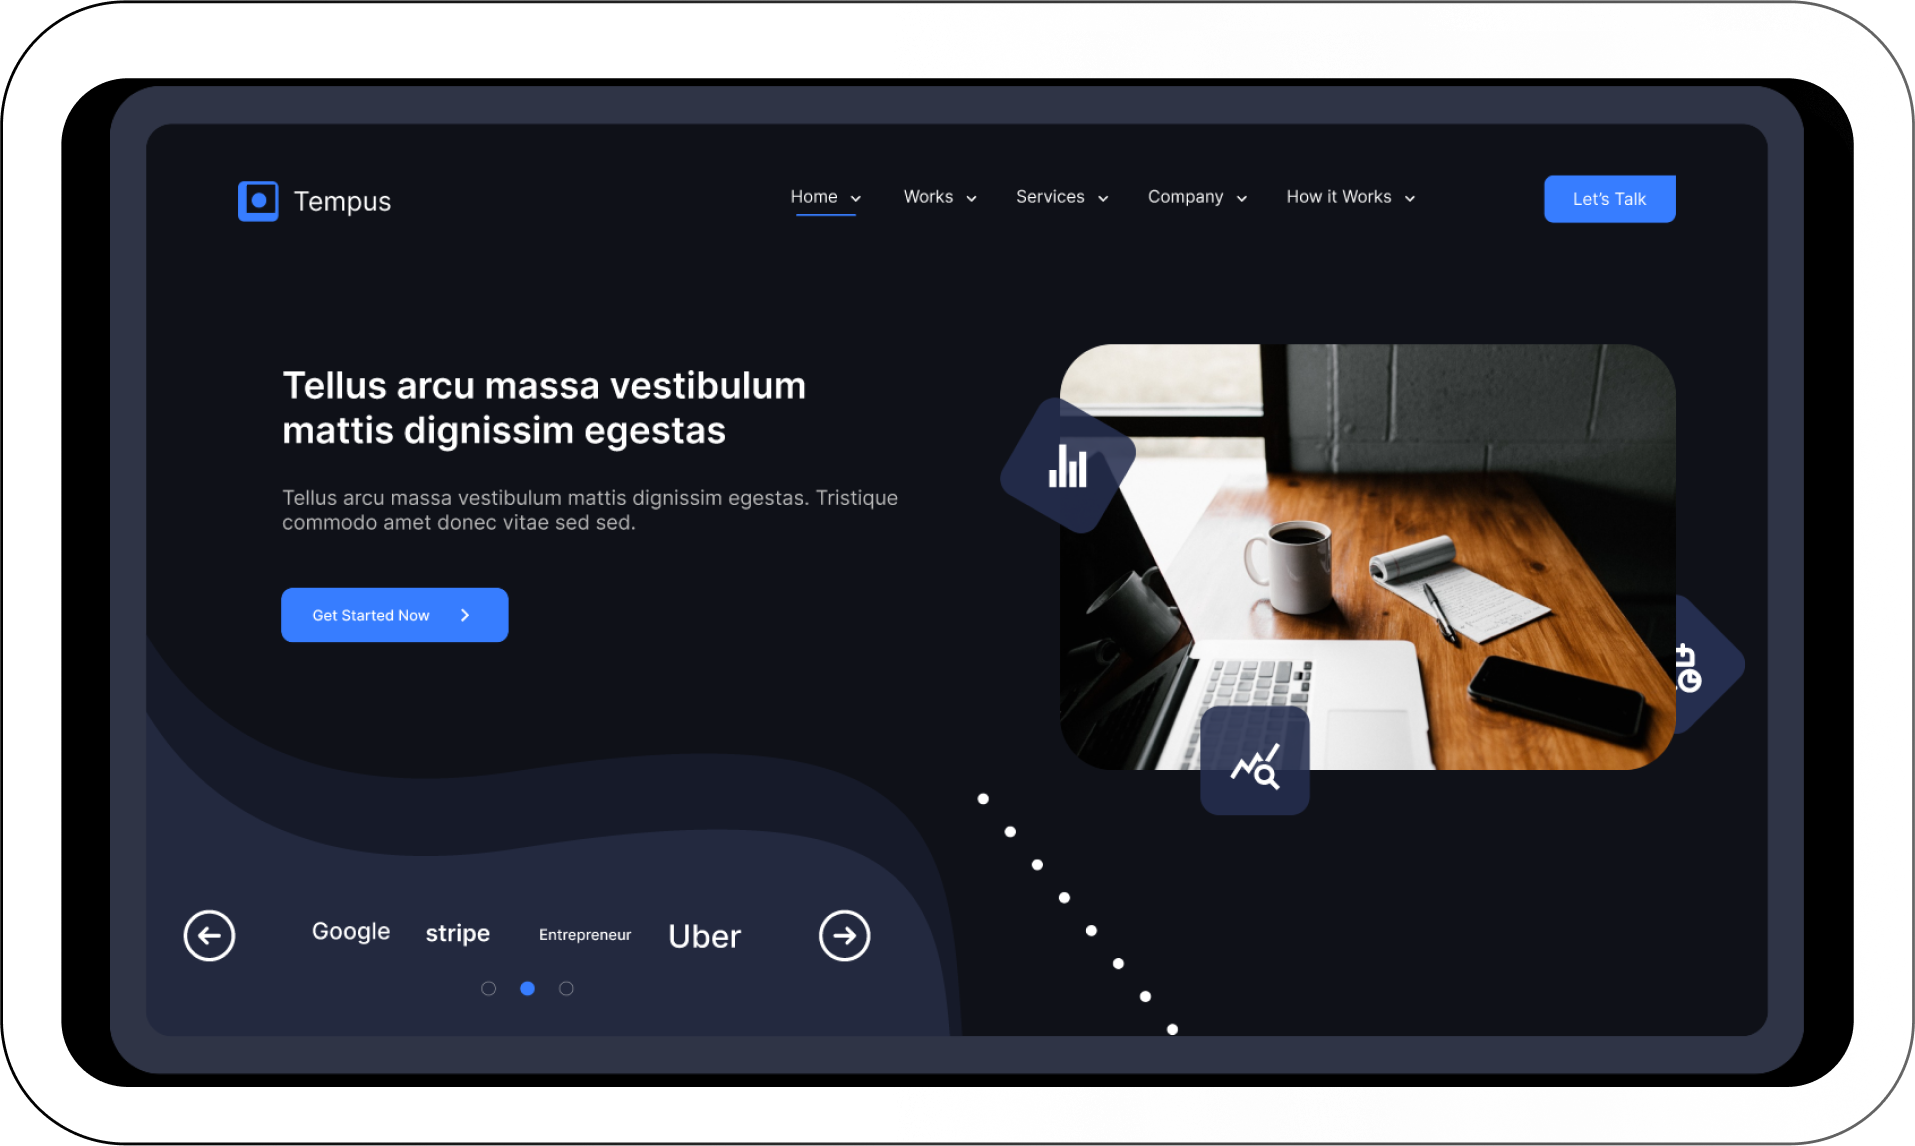 Tempus
Home
Works
Services
Company
How it Works
Let's Talk
Tellus arcu massa vestibulum
mattis dignissim egestas
Tellus arcu massa vestibulum mattis dignissim egestas. Tristique
commodo amet donec vitae sed sed.
Get Started Now
Google
stripe
Entrepreneur
Uber